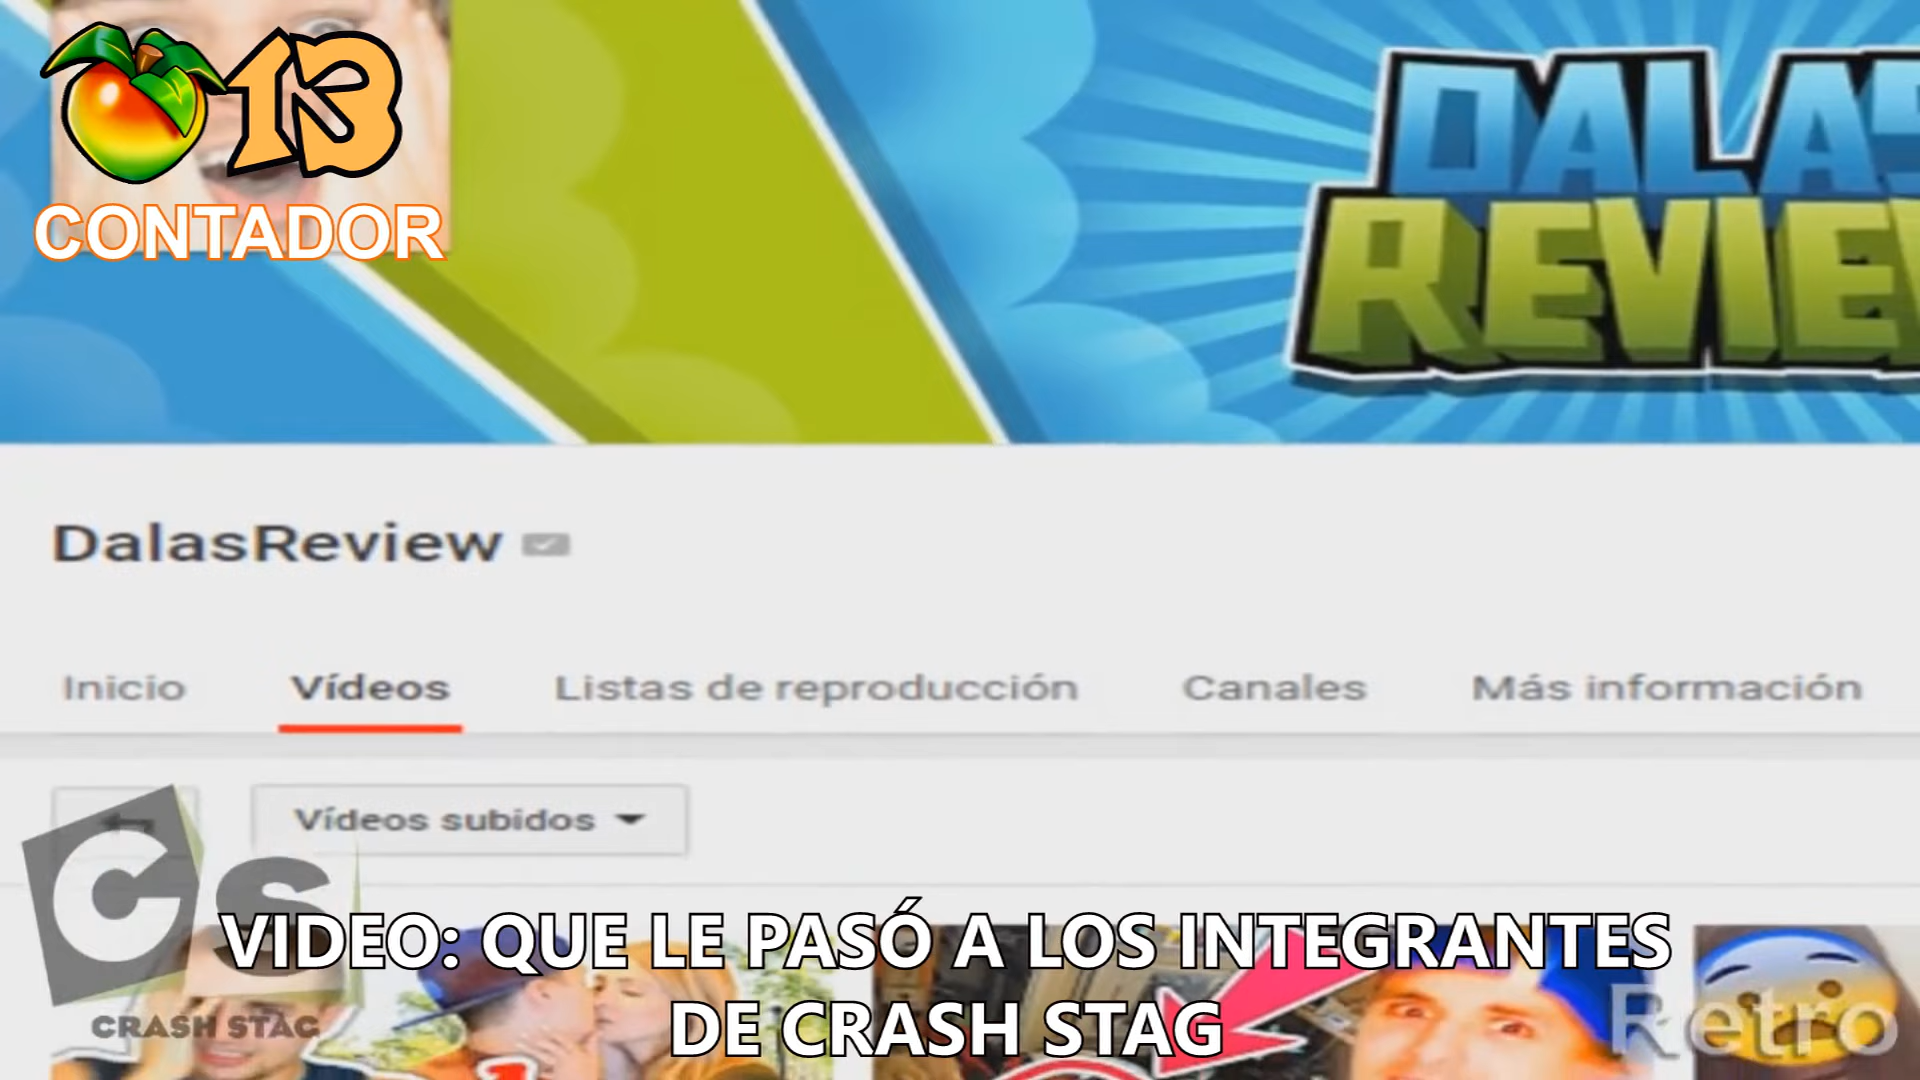 13
CONTADOR
DALAS
REVIEW
DalasReview
Inicio Vídeos Listas de reproducción Canales Más información
Vídeos subidos
CS
CRASH STAG
VIDEO: QUE LE PASÓ A LOS INTEGRANTES
DE CRASH STAG
Retro